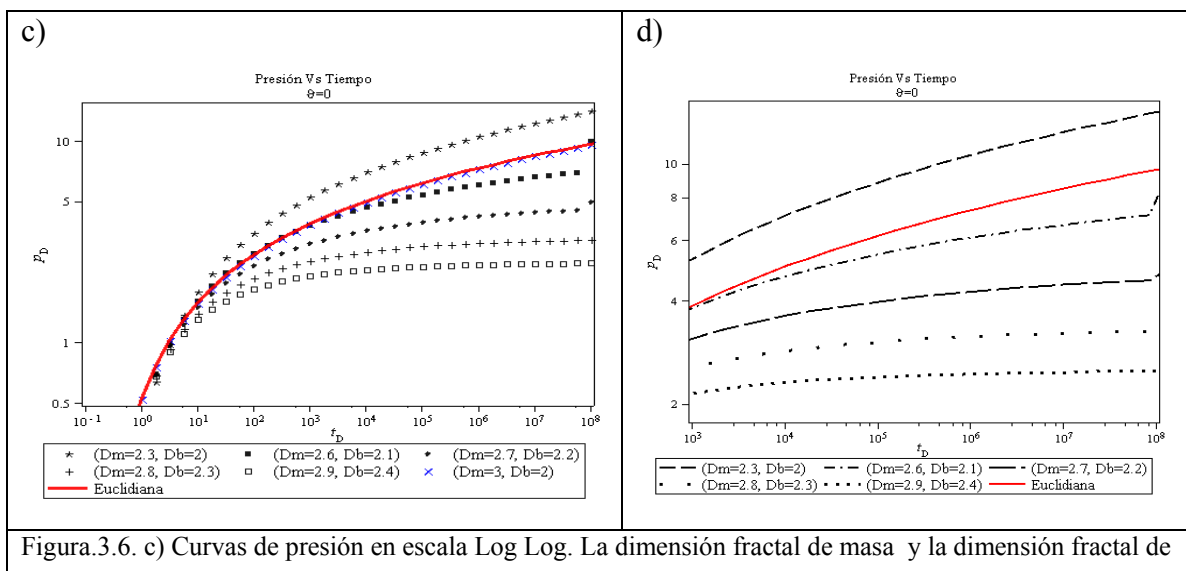 c)
Presión Vs Tiempo
θ=0
10
5
1
0.5
p_D
10^-1 10^0 10^1 10^2 10^3 10^4 10^5 10^6 10^7 10^8
t_D
(Dm=2.3, Db=2) (Dm=2.6, Db=2.1) (Dm=2.7, Db=2.2)
(Dm=2.8, Db=2.3) (Dm=2.9, Db=2.4) (Dm=3, Db=2)
Euclidiana
d)
Presión Vs Tiempo
θ=0
10
8
6
4
2
p_D
10^3 10^4 10^5 10^6 10^7 10^8
t_D
(Dm=2.3, Db=2) (Dm=2.6, Db=2.1) (Dm=2.7, Db=2.2)
(Dm=2.8, Db=2.3) (Dm=2.9, Db=2.4) Euclidiana
Figura.3.6. c) Curvas de presión en escala Log Log. La dimensión fractal de masa y la dimensión fractal de